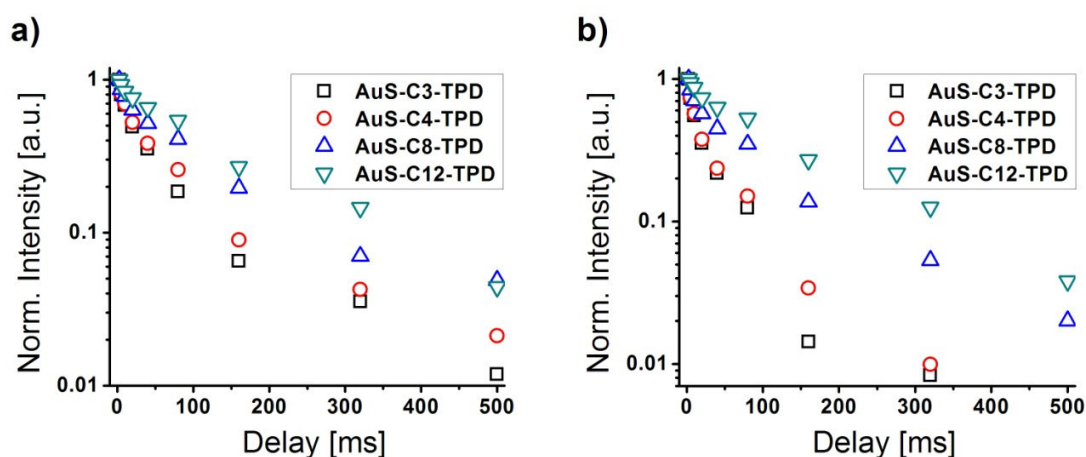 a)
Norm. Intensity [a.u.]
1
0.1
0.01
AuS-C3-TPD
AuS-C4-TPD
AuS-C8-TPD
AuS-C12-TPD
0 100 200 300 400 500
Delay [ms]
b)
Norm. Intensity [a.u.]
1
0.1
0.01
AuS-C3-TPD
AuS-C4-TPD
AuS-C8-TPD
AuS-C12-TPD
0 100 200 300 400 500
Delay [ms]